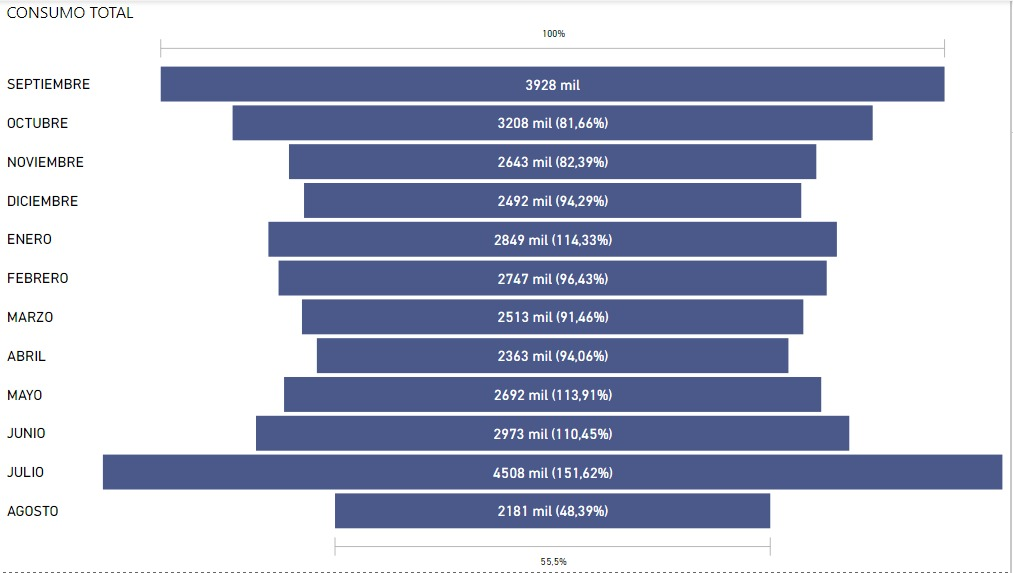 CONSUMO TOTAL
100%
SEPTIEMBRE 3928 mil
OCTUBRE 3208 mil (81,66%)
NOVIEMBRE 2643 mil (82,39%)
DICIEMBRE 2492 mil (94,29%)
ENERO 2849 mil (114,33%)
FEBRERO 2747 mil (96,43%)
MARZO 2513 mil (91,46%)
ABRIL 2363 mil (94,06%)
MAYO 2692 mil (113,91%)
JUNIO 2973 mil (110,45%)
JULIO 4508 mil (151,62%)
AGOSTO 2181 mil (48,39%)
55,5%